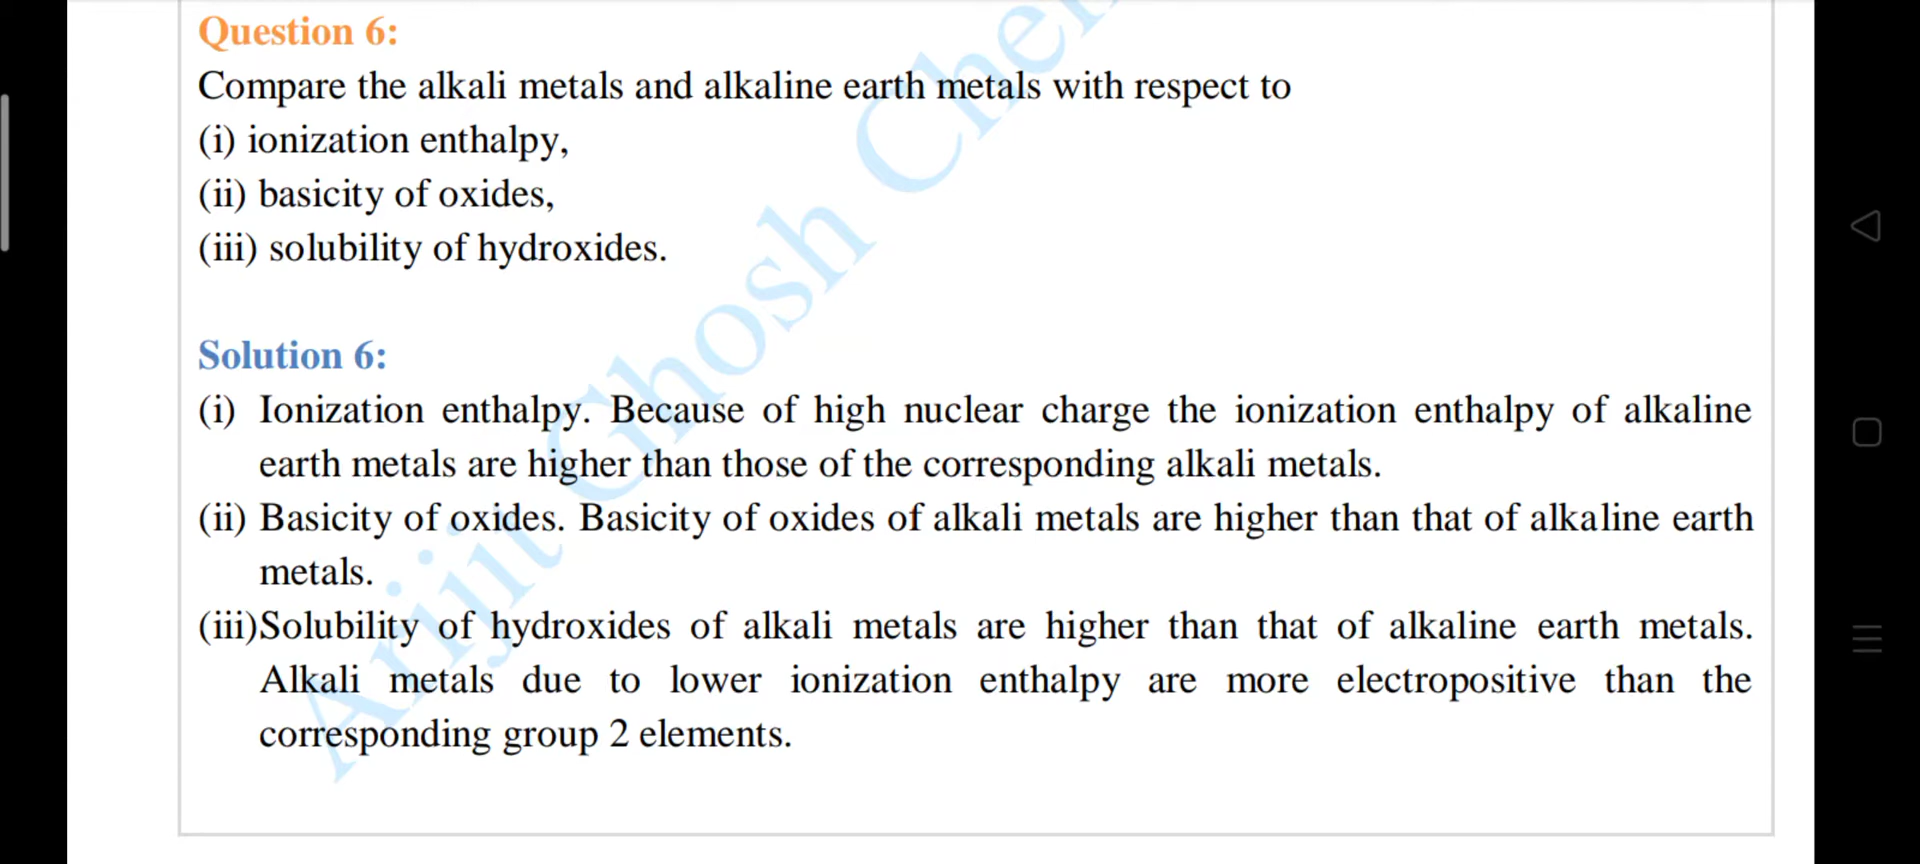 Question 6:
Compare the alkali metals and alkaline earth metals with respect to
(i) ionization enthalpy,
(ii) basicity of oxides,
(iii) solubility of hydroxides.
Solution 6:
(i) Ionization enthalpy. Because of high nuclear charge the ionization enthalpy of alkaline
earth metals are higher than those of the corresponding alkali metals.
(ii) Basicity of oxides. Basicity of oxides of alkali metals are higher than that of alkaline earth
metals.
(iii)Solubility of hydroxides of alkali metals are higher than that of alkaline earth metals.
Alkali metals due to lower ionization enthalpy are more electropositive than the
corresponding group 2 elements.
Arijit Ghosh Chem